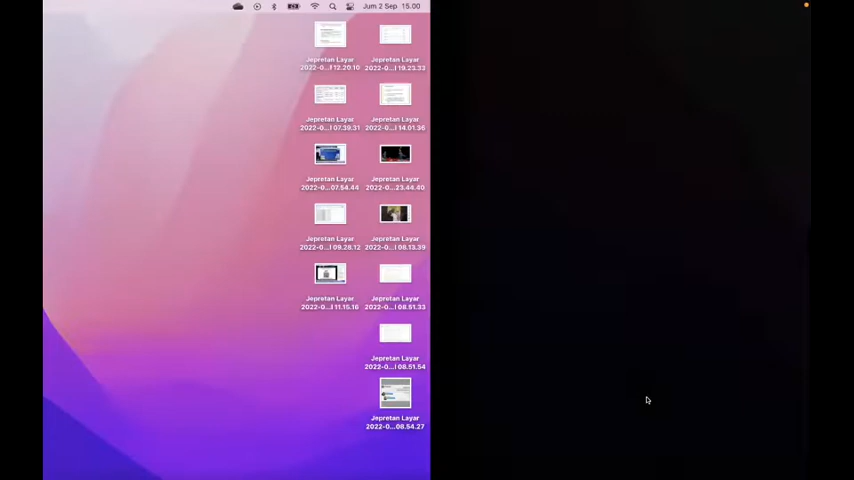 Jum 2 Sep 15.00
Jepretan Layar
2022-0...l 12.20.10
Jepretan Layar
2022-0...l 19.23.33
Jepretan Layar
2022-0...l 07.39.31
Jepretan Layar
2022-0...l 14.01.36
Jepretan Layar
2022-0...07.54.44
Jepretan Layar
2022-0...23.44.40
Jepretan Layar
2022-0...l 09.28.12
Jepretan Layar
2022-0...l 08.13.39
Jepretan Layar
2022-0...l 11.15.16
Jepretan Layar
2022-0...l 08.51.33
Jepretan Layar
2022-0...l 08.51.54
Jepretan Layar
2022-0...08.54.27